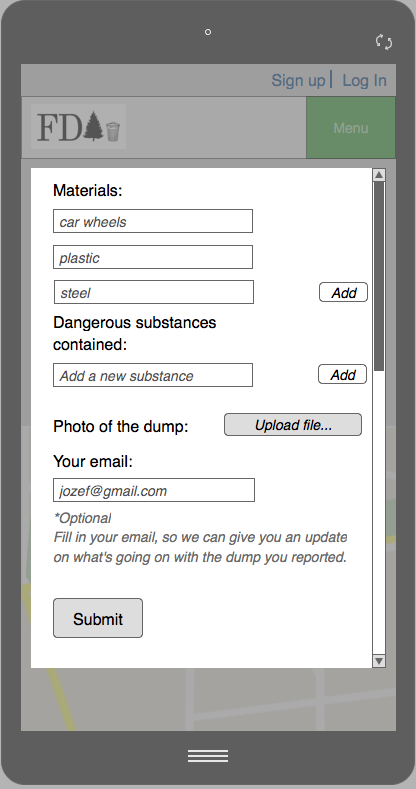 Sign up | Log In
FD
Menu
Materials:
car wheels
plastic
steel
Add
Dangerous substances
contained:
Add a new substance
Add
Photo of the dump:
Upload file...
Your email:
jozef@gmail.com
*Optional
Fill in your email, so we can give you an update
on what's going on with the dump you reported.
Submit